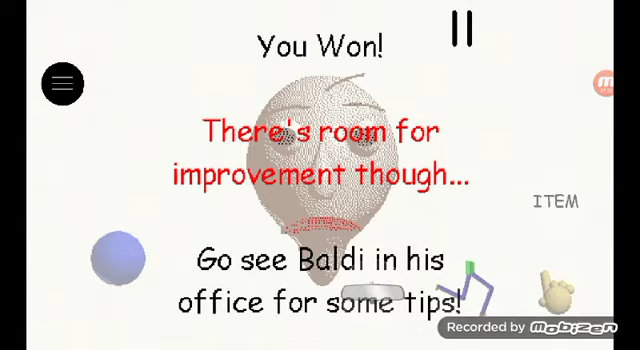 You Won!
There's room for
improvement though...
ITEM
Go see Baldi in his
office for some tips!
Recorded by Mobizen